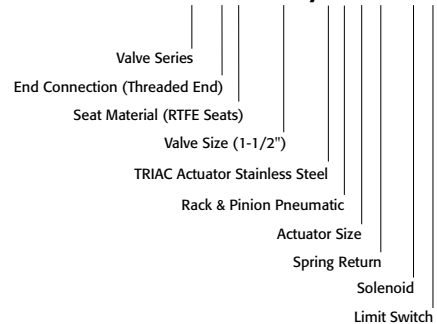 Valve Series
End Connection (Threaded End)
Seat Material (RTFE Seats)
Valve Size (1-1/2")
TRIAC Actuator Stainless Steel
Rack & Pinion Pneumatic
Actuator Size
Spring Return
Solenoid
Limit Switch